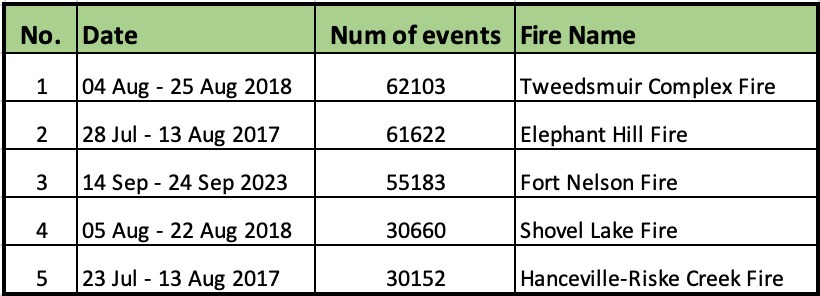 No. Date Num of events Fire Name
1 04 Aug - 25 Aug 2018 62103 Tweedsmuir Complex Fire
2 28 Jul - 13 Aug 2017 61622 Elephant Hill Fire
3 14 Sep - 24 Sep 2023 55183 Fort Nelson Fire
4 05 Aug - 22 Aug 2018 30660 Shovel Lake Fire
5 23 Jul - 13 Aug 2017 30152 Hanceville-Riske Creek Fire